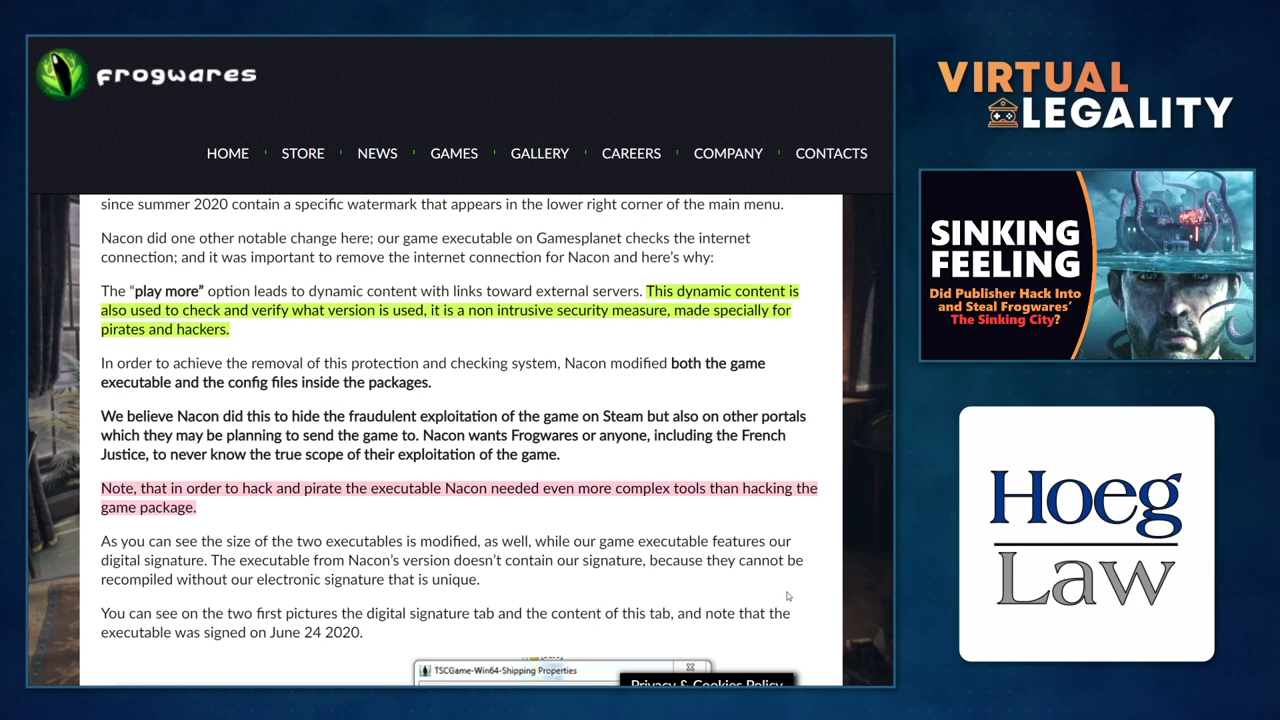 frogwares
HOME
STORE
NEWS
GAMES
GALLERY
CAREERS
COMPANY
CONTACTS
since summer 2020 contain a specific watermark that appears in the lower right corner of the main menu.
Nacon did one other notable change here; our game executable on Gamesplanet checks the internet
connection; and it was important to remove the internet connection for Nacon and here's why:
The “play more” option leads to dynamic content with links toward external servers. This dynamic content is
also used to check and verify what version is used, it is a non intrusive security measure, made specially for
pirates and hackers.
In order to achieve the removal of this protection and checking system, Nacon modified both the game
executable and the config files inside the packages.
We believe Nacon did this to hide the fraudulent exploitation of the game on Steam but also on other portals
which they may be planning to send the game to. Nacon wants Frogwares or anyone, including the French
Justice, to never know the true scope of their exploitation of the game.
Note, that in order to hack and pirate the executable Nacon needed even more complex tools than hacking the
game package.
As you can see the size of the two executables is modified, as well, while our game executable features our
digital signature. The executable from Nacon's version doesn't contain our signature, because they cannot be
recompiled without our electronic signature that is unique.
You can see on the two first pictures the digital signature tab and the content of this tab, and note that the
executable was signed on June 24 2020.
TSCGame-Win64-Shipping Properties
Privacy & Cookies Policy
VIRTUAL
LEGALITY
SINKING
FEELING
Did Publisher Hack Into
and Steal Frogwares'
The Sinking City?
Hoeg
Law